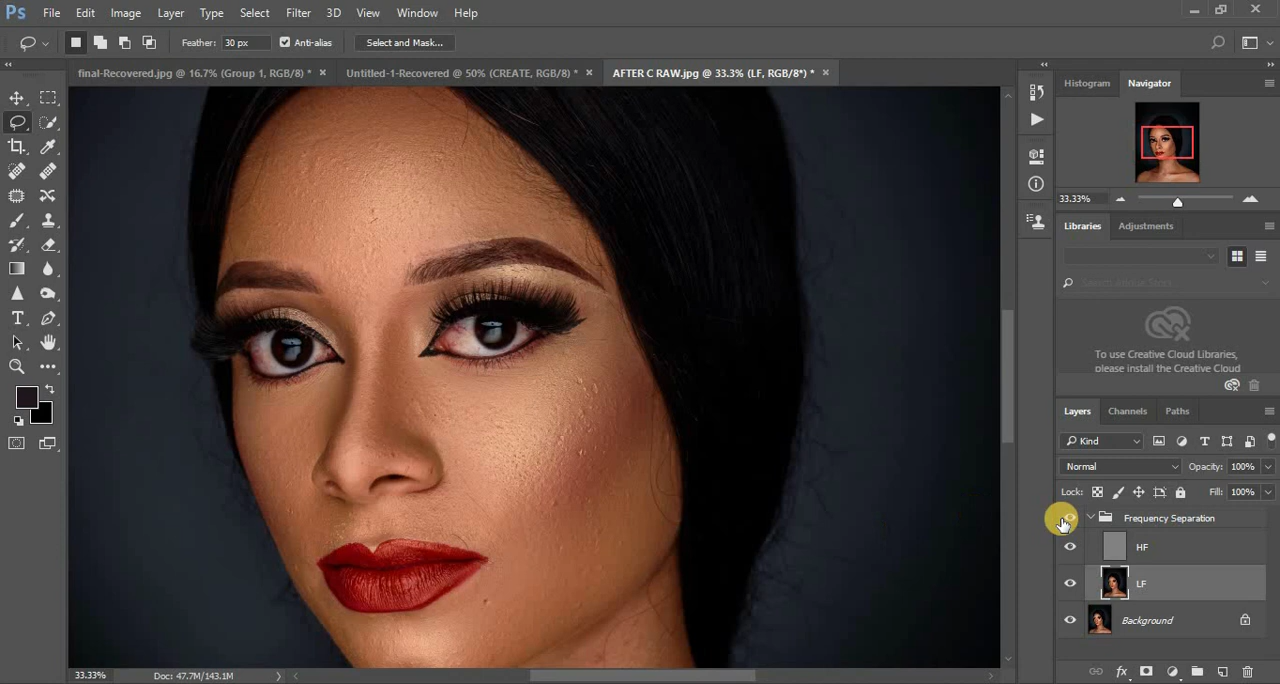 Ps File Edit Image Layer Type Select Filter 3D View Window Help
Feather: 30 px Anti-alias Select and Mask...
final-Recovered.jpg @ 16.7% (Group 1, RGB/8) * × Untitled-1-Recovered @ 50% (CREATE, RGB/8) * × AFTER C RAW.jpg @ 33.3% (LF, RGB/8*) * ×
Histogram Navigator
33.33%
Libraries Adjustments
Search Adobe Stock
To use Creative Cloud Libraries,
please install the Creative Cloud
Layers Channels Paths
Kind
Normal Opacity: 100%
Lock: Fill: 100%
Frequency Separation
HF
LF
Background
33.33% Doc: 47.7M/143.1M